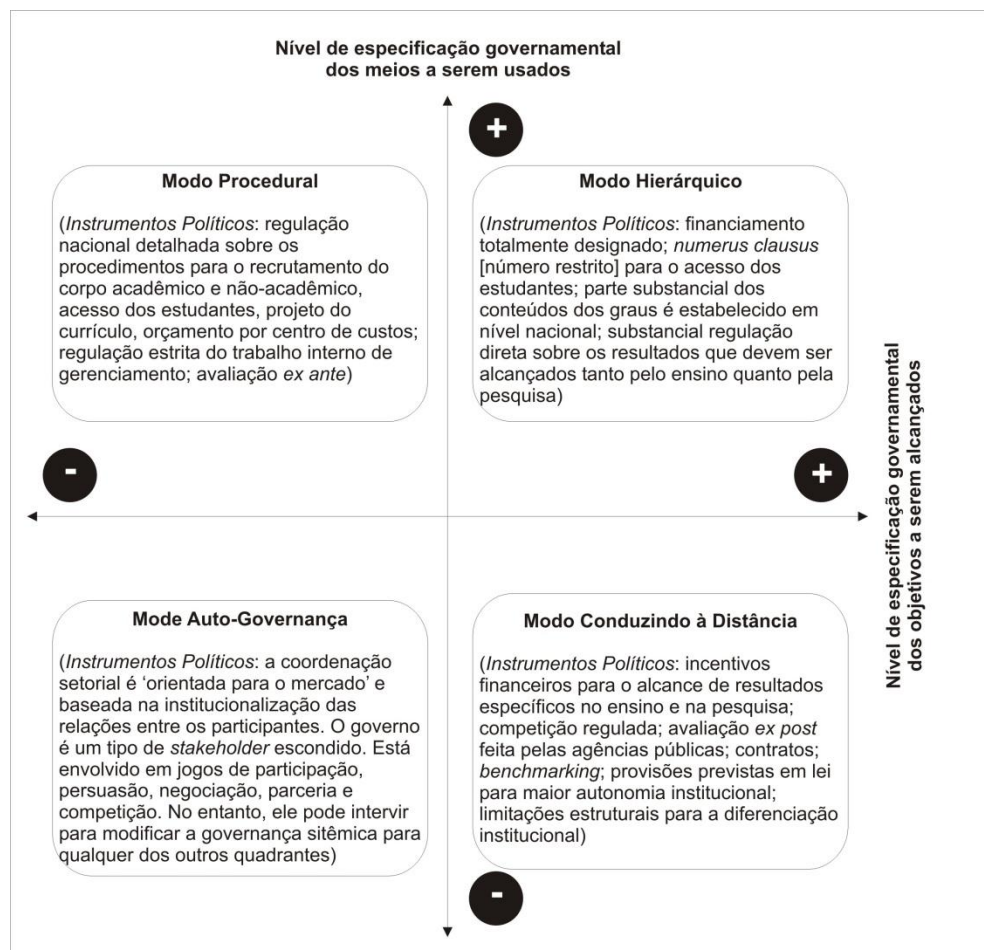 Nível de especificação governamental
dos meios a serem usados
+
Modo Procedural
(Instrumentos Políticos: regulação
nacional detalhada sobre os
procedimentos para o recrutamento do
corpo acadêmico e não-acadêmico,
acesso dos estudantes, projeto do
currículo, orçamento por centro de custos;
regulação estrita do trabalho interno de
gerenciamento; avaliação ex ante)
Modo Hierárquico
(Instrumentos Políticos: financiamento
totalmente designado; numerus clausus
[número restrito] para o acesso dos
estudantes; parte substancial dos
conteúdos dos graus é estabelecido em
nível nacional; substancial regulação
direta sobre os resultados que devem ser
alcançados tanto pelo ensino quanto pela
pesquisa)
-
+
Nível de especificação governamental
dos objetivos a serem alcançados
Mode Auto-Governança
(Instrumentos Políticos: a coordenação
setorial é ‘orientada para o mercado’ e
baseada na institucionalização das
relações entre os participantes. O governo
é um tipo de stakeholder escondido. Está
envolvido em jogos de participação,
persuasão, negociação, parceria e
competição. No entanto, ele pode intervir
para modificar a governança sitêmica para
qualquer dos outros quadrantes)
Modo Conduzindo à Distância
(Instrumentos Políticos: incentivos
financeiros para o alcance de resultados
específicos no ensino e na pesquisa;
competição regulada; avaliação ex post
feita pelas agências públicas; contratos;
benchmarking; provisões previstas em lei
para maior autonomia institucional;
limitações estruturais para a diferenciação
institucional)
-